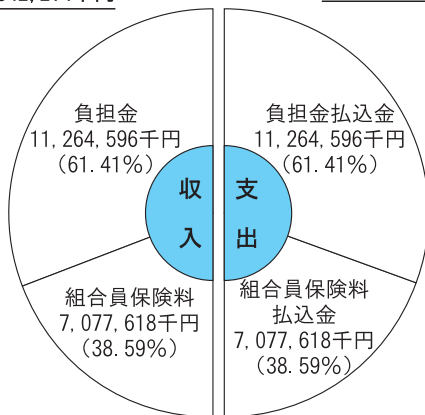 負担金
11,264,596千円
(61.41%)
負担金払込金
11,264,596千円
(61.41%)
収入
支出
組合員保険料
7,077,618千円
(38.59%)
組合員保険料
払込金
7,077,618千円
(38.59%)